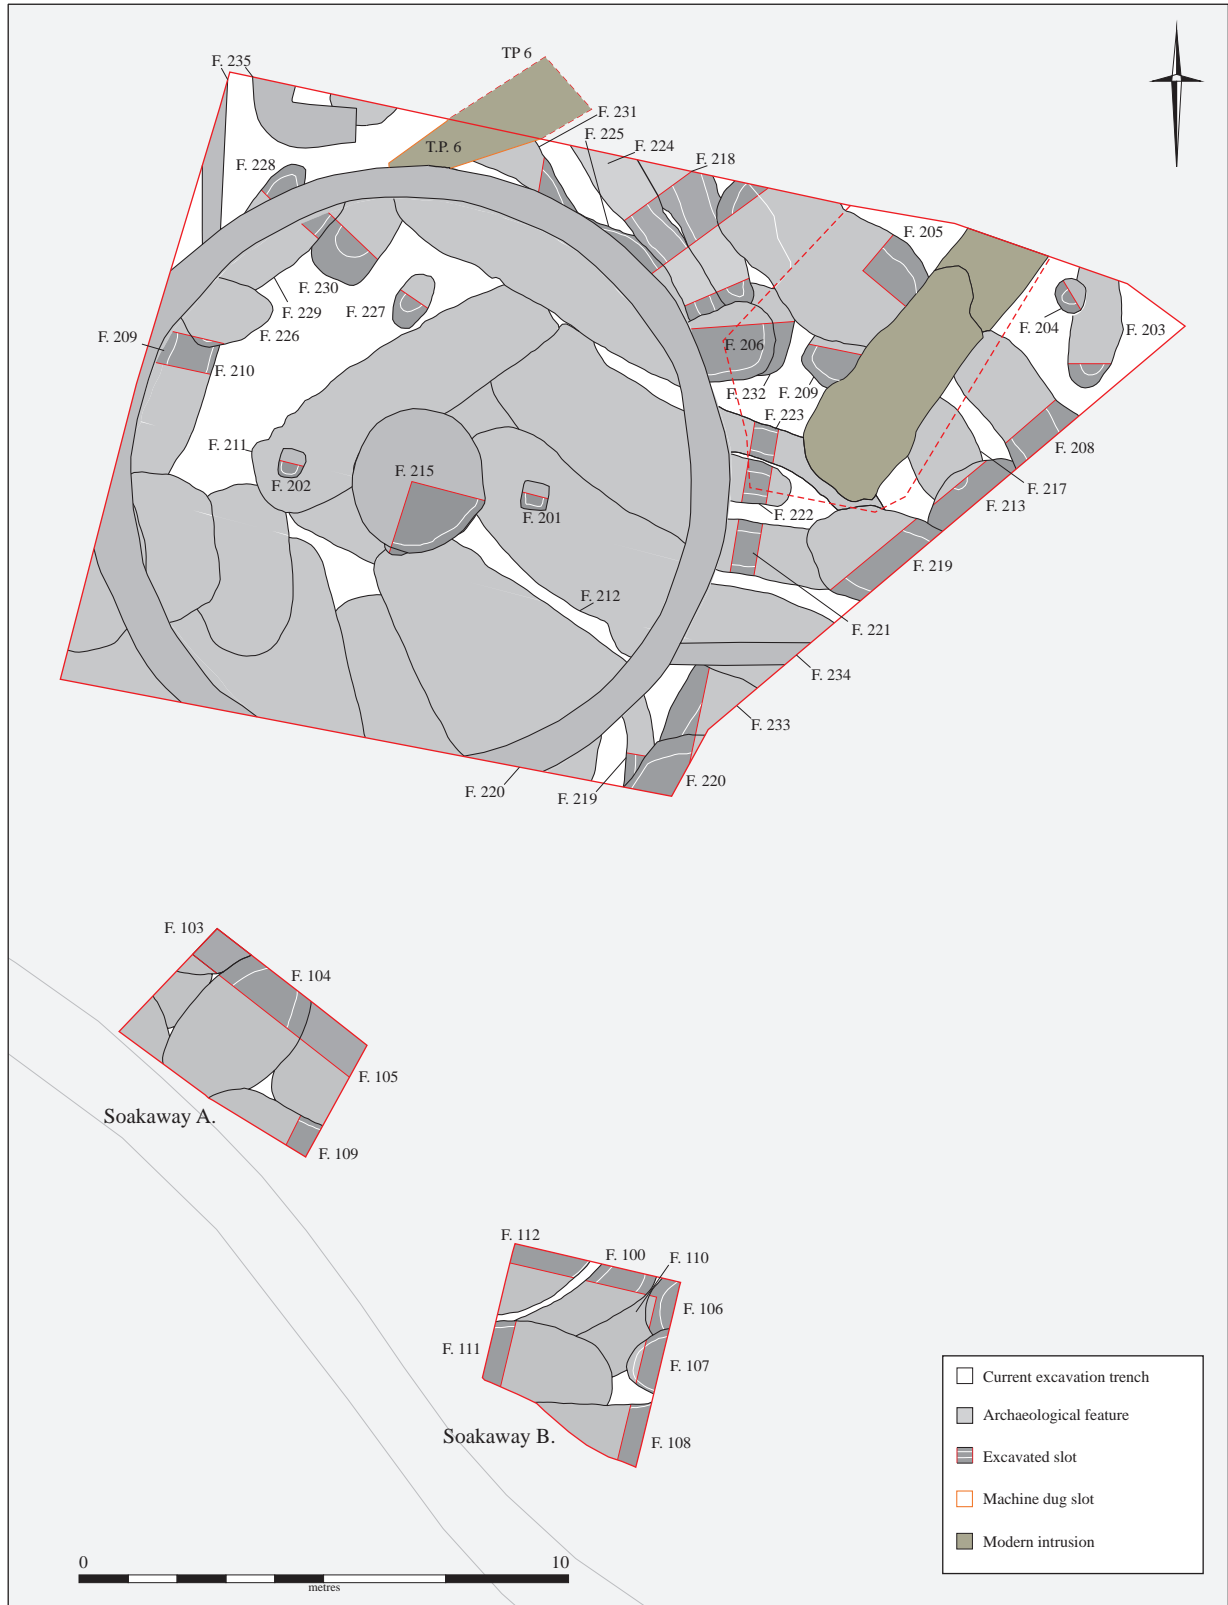 TP 6
F. 235
F. 231
F. 225
F. 224
T.P. 6
F. 218
F. 228
F. 205
F. 230
F. 229
F. 227
F. 204
F. 203
F. 209
F. 226
F. 206
F. 210
F. 232
F. 209
F. 223
F. 211
F. 208
F. 202
F. 215
F. 201
F. 217
F. 222
F. 213
F. 219
F. 212
F. 221
F. 234
F. 233
F. 220
F. 219
F. 220
F. 103
F. 104
F. 105
Soakaway A.
F. 109
F. 112
F. 100
F. 110
F. 106
F. 111
F. 107
Soakaway B.
F. 108
Current excavation trench
Archaeological feature
Excavated slot
Machine dug slot
Modern intrusion
0 10
metres